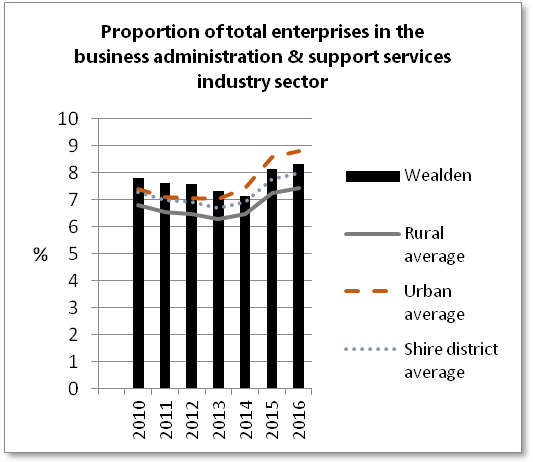 Proportion of total enterprises in the
business administration & support services
industry sector
10
9
8
7
6
5
4
3
2
1
0
%
2010
2011
2012
2013
2014
2015
2016
Wealden
Rural
average
Urban
average
Shire district
average